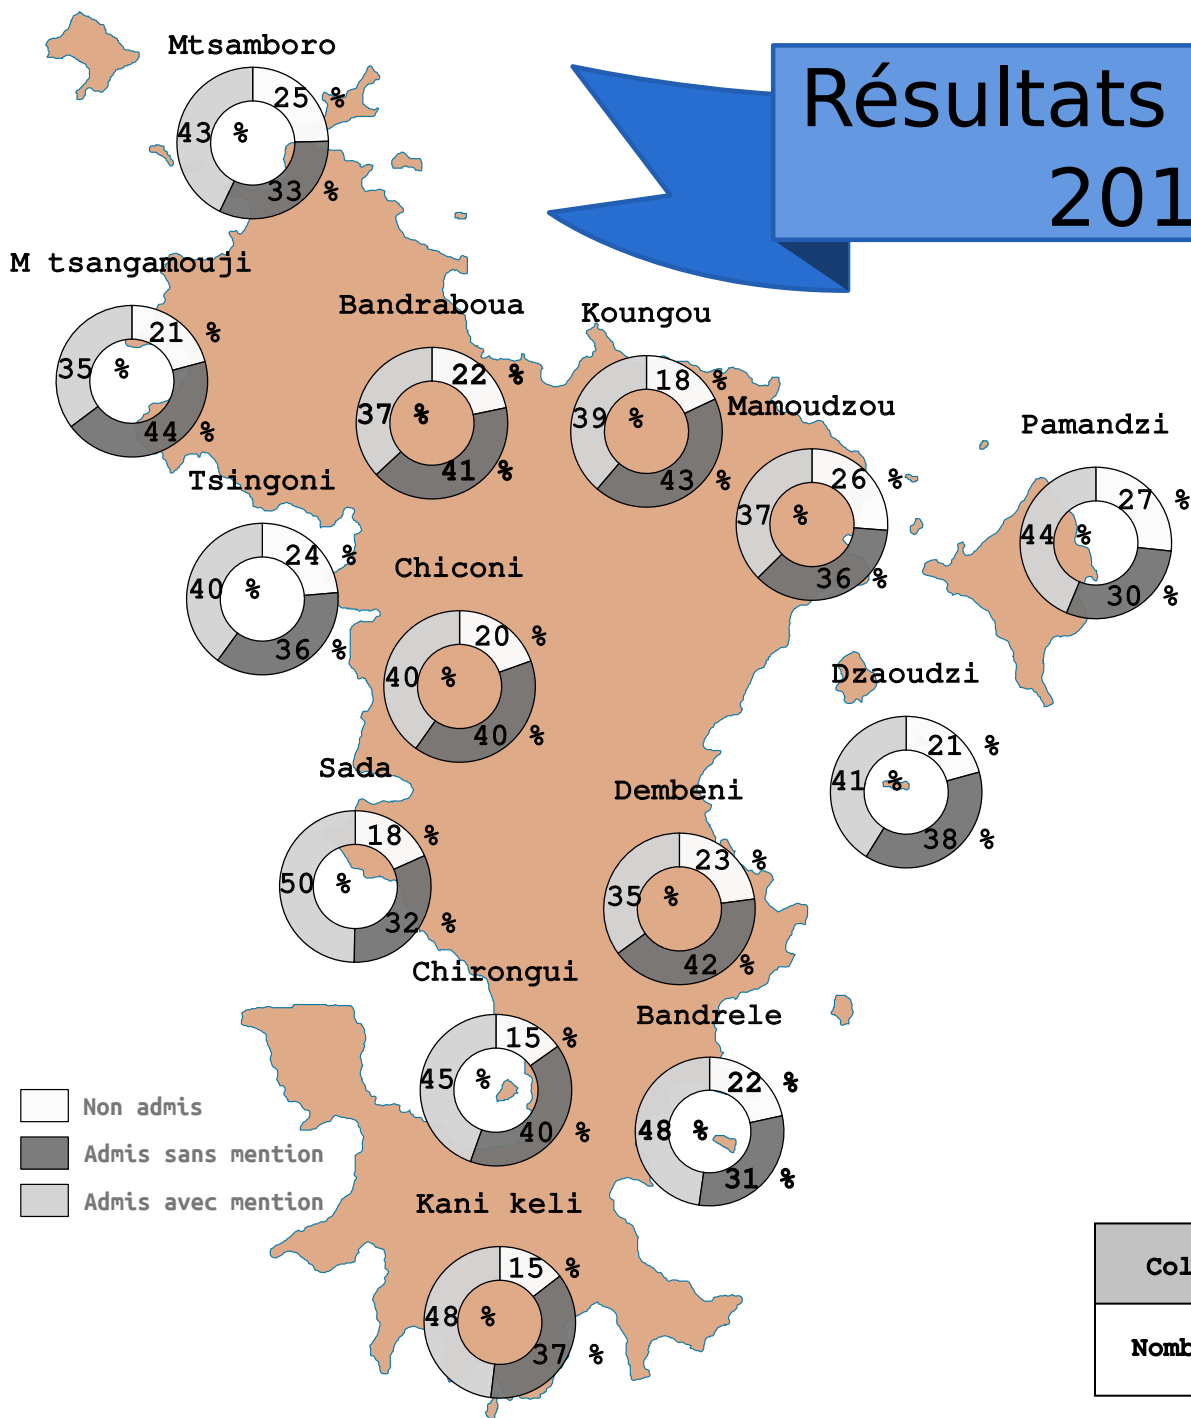 Résultats
201
Mtsamboro
25 %
43 %
33 %
M tsangamouji
21 %
35 %
44 %
Bandraboua
22 %
37 %
41 %
Koungou
18 %
39 %
43 %
Mamoudzou
26 %
37 %
36 %
Pamandzi
27 %
44 %
30 %
Tsingoni
24 %
40 %
36 %
Chiconi
20 %
40 %
40 %
Dzaoudzi
21 %
41 %
38 %
Sada
18 %
50 %
32 %
Dembeni
23 %
35 %
42 %
Chirongui
15 %
45 %
40 %
Bandrele
22 %
48 %
31 %
Kani keli
15 %
48 %
37 %
Non admis
Admis sans mention
Admis avec mention
Col
Nomb